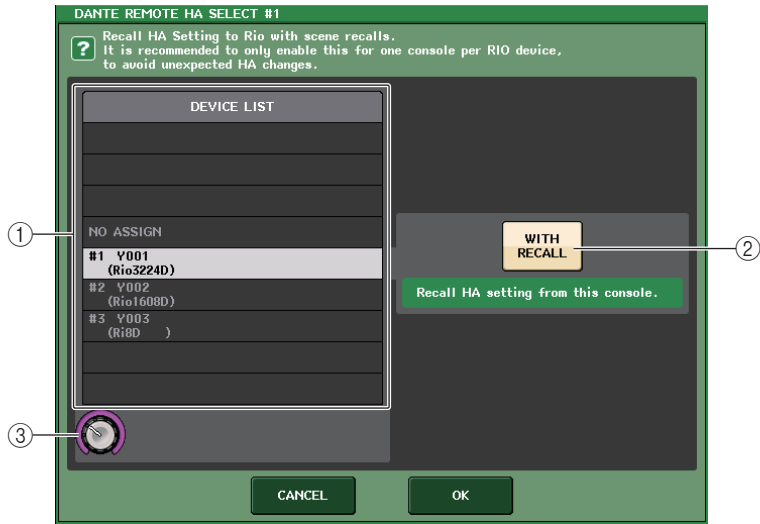 DANTE REMOTE HA SELECT #1
? Recall HA Setting to Rio with scene recalls.
It is recommended to only enable this for one console per RIO device,
to avoid unexpected HA changes.
DEVICE LIST
NO ASSIGN
#1 Y001
(Rio3224D)
#2 Y002
(Rio1608D)
#3 Y003
(Ri8D )
WITH
RECALL
Recall HA setting from this console.
CANCEL
OK
1
2
3